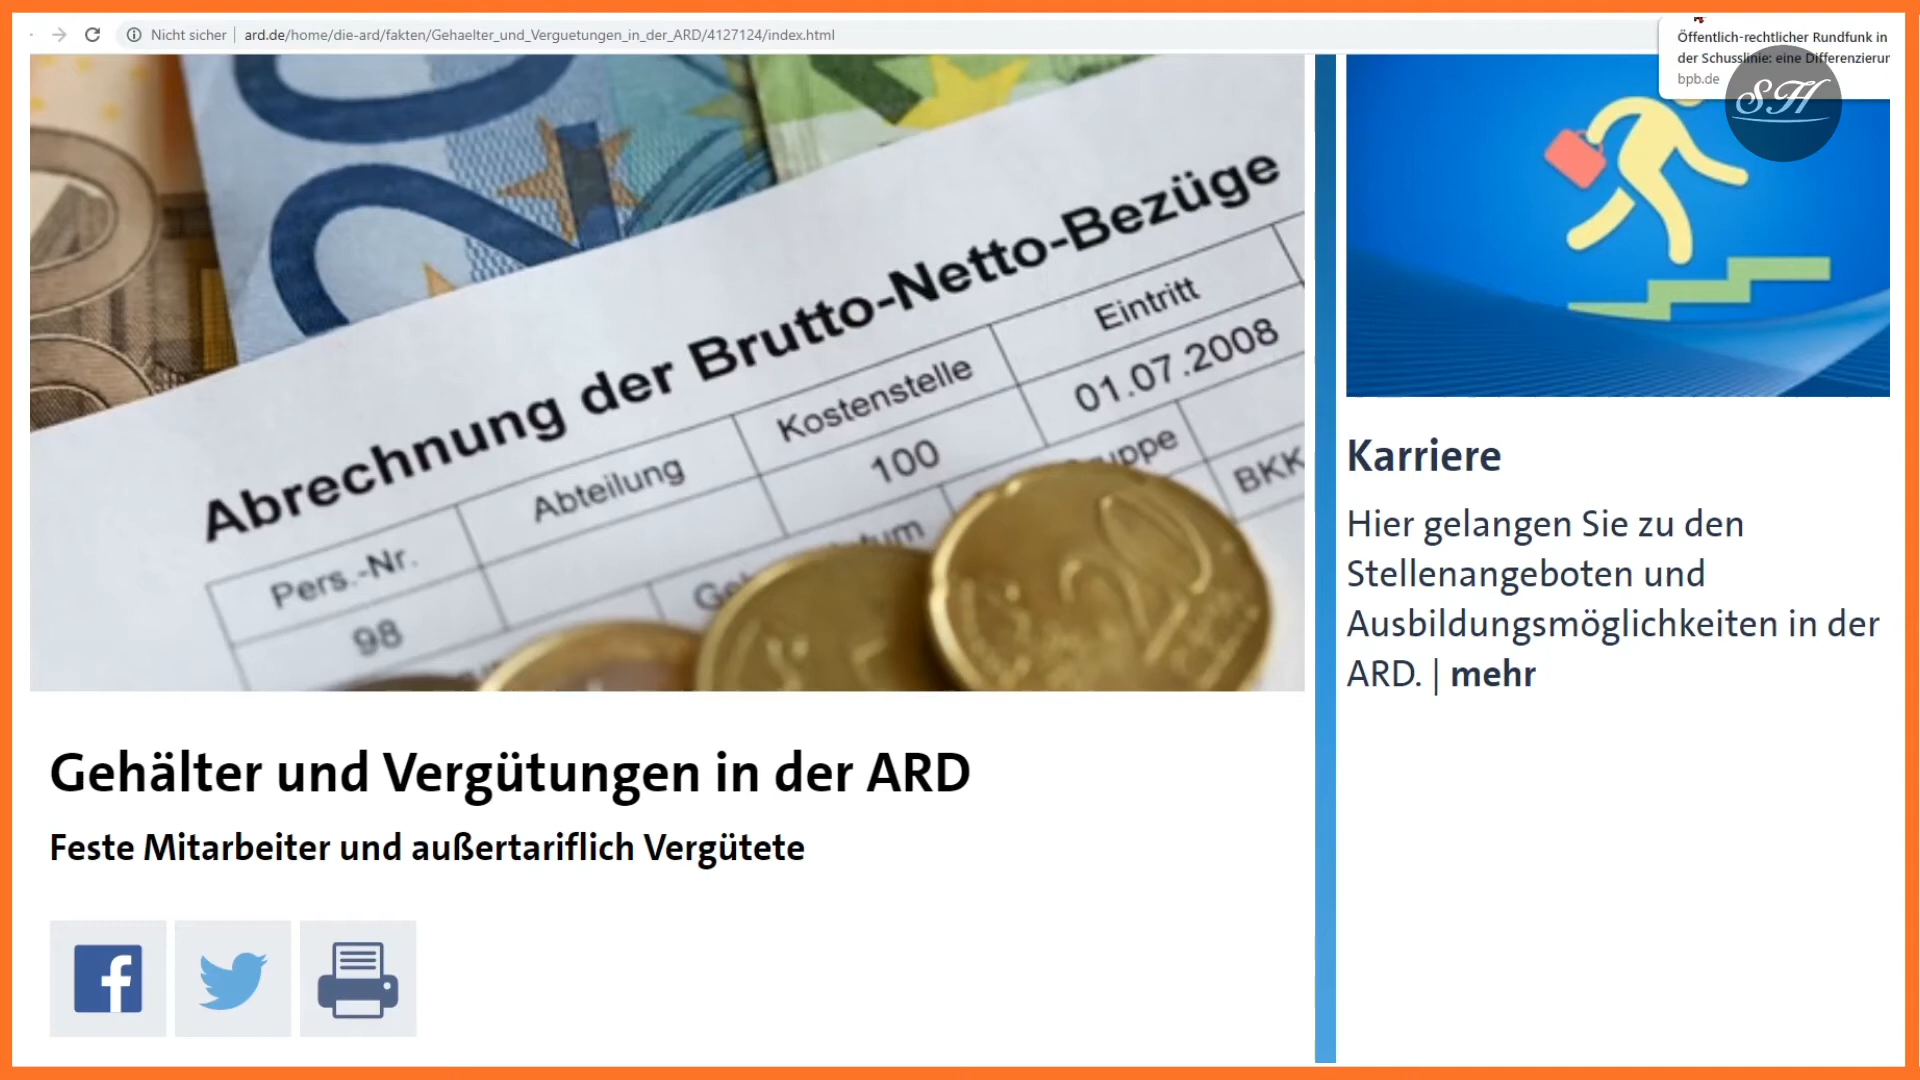 Nicht sicher
ard.de/home/die-ard/fakten/Gehaelter_und_Verguetungen_in_der_ARD/4127124/index.html
Öffentlich-rechtlicher Rundfunk in
der Schusslinie: eine Differenzierur
bpb.de
SH
Abrechnung der Brutto-Netto-Bezüge
Pers.-Nr.
Abteilung
Kostenstelle
Eintritt
98
100
01.07.2008
BKK
20
Karriere
Hier gelangen Sie zu den
Stellenangeboten und
Ausbildungsmöglichkeiten in der
ARD. | mehr
Gehälter und Vergütungen in der ARD
Feste Mitarbeiter und außertariflich Vergütete